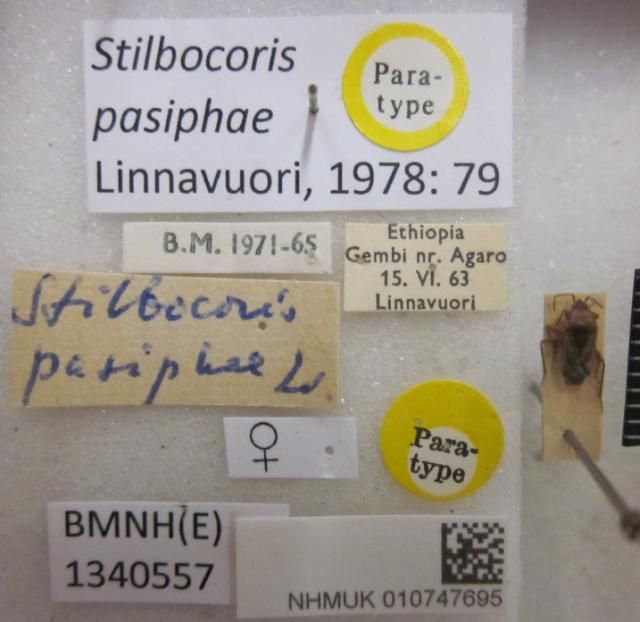 Stilbocoris
pasiphae
Linnavuori, 1978: 79
Para-
type
B.M. 1971-65
Ethiopia
Gembi nr. Agaro
15. VI. 63
Linnavuori
Stilbocoris
pasiphae Lv.
♀
Para-
type
BMNH(E)
1340557
NHMUK 010747695